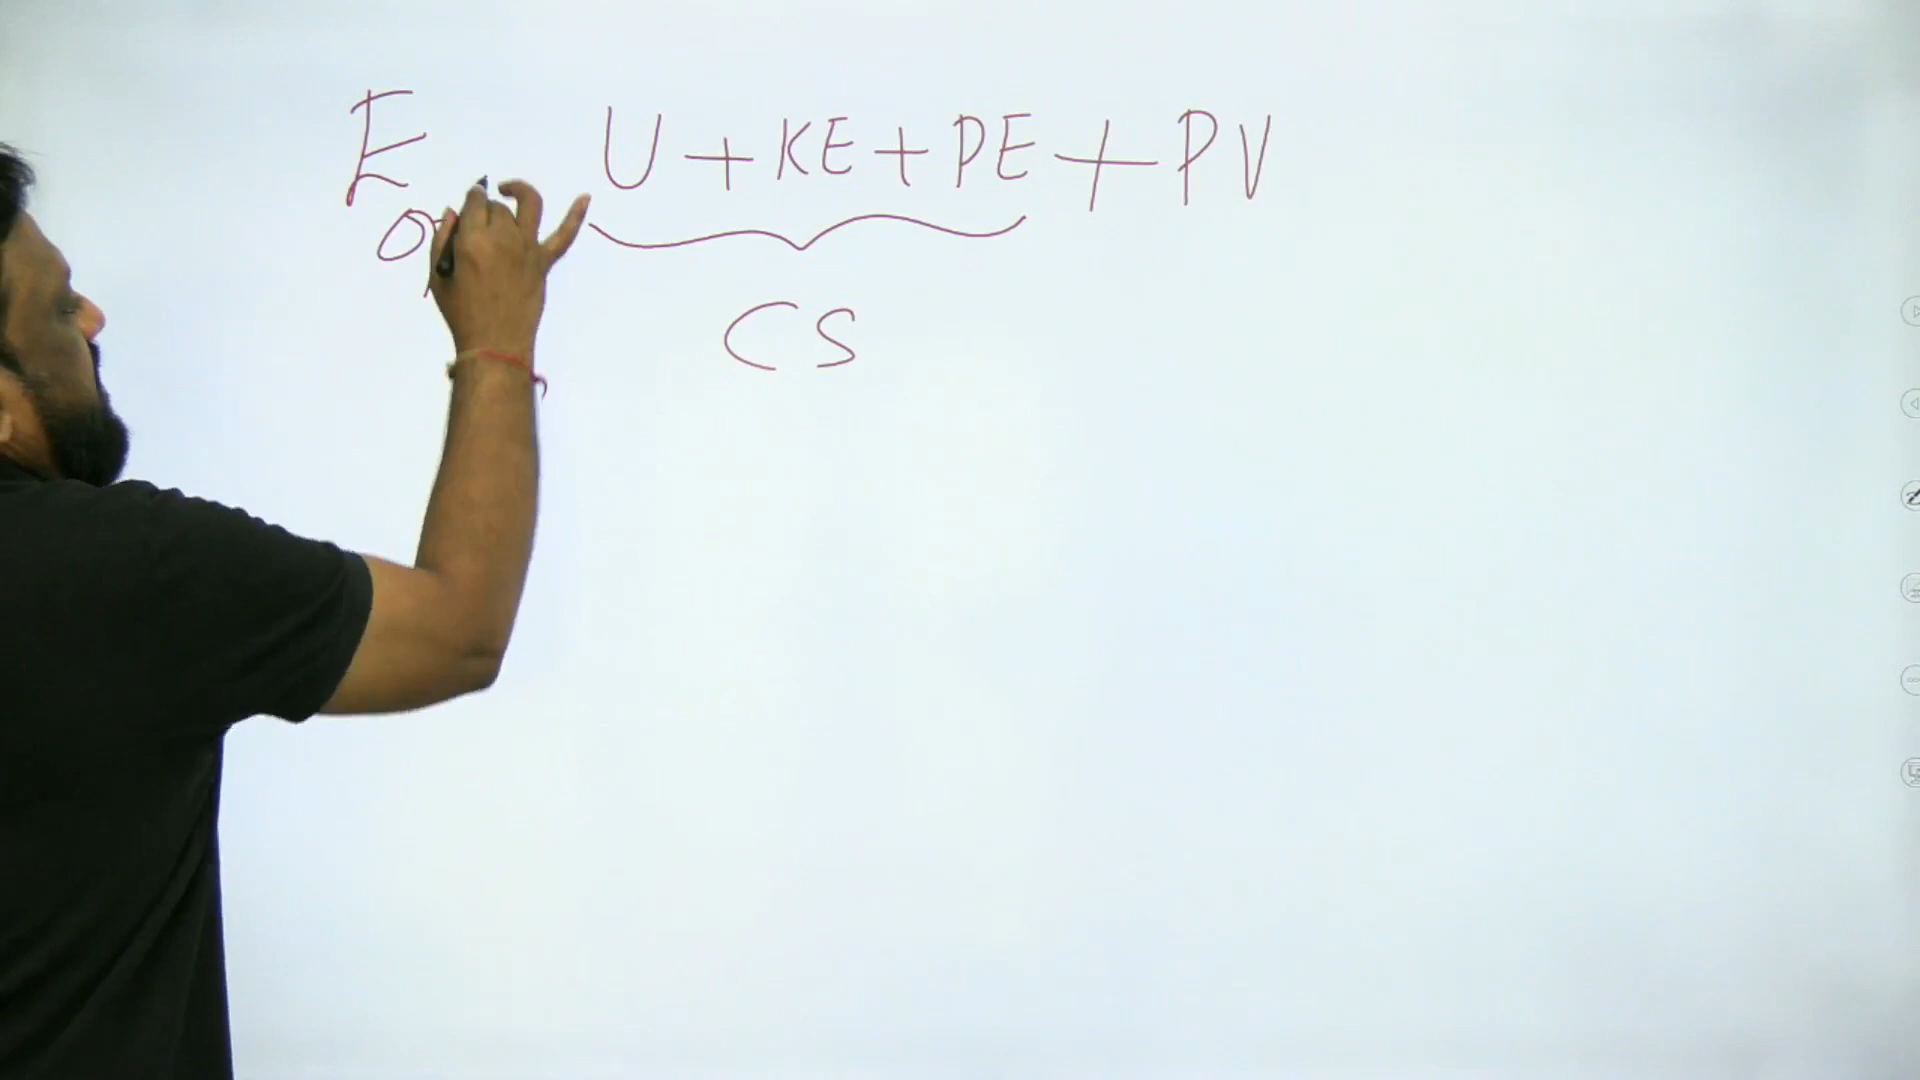 E U + KE + PE + PV
CS